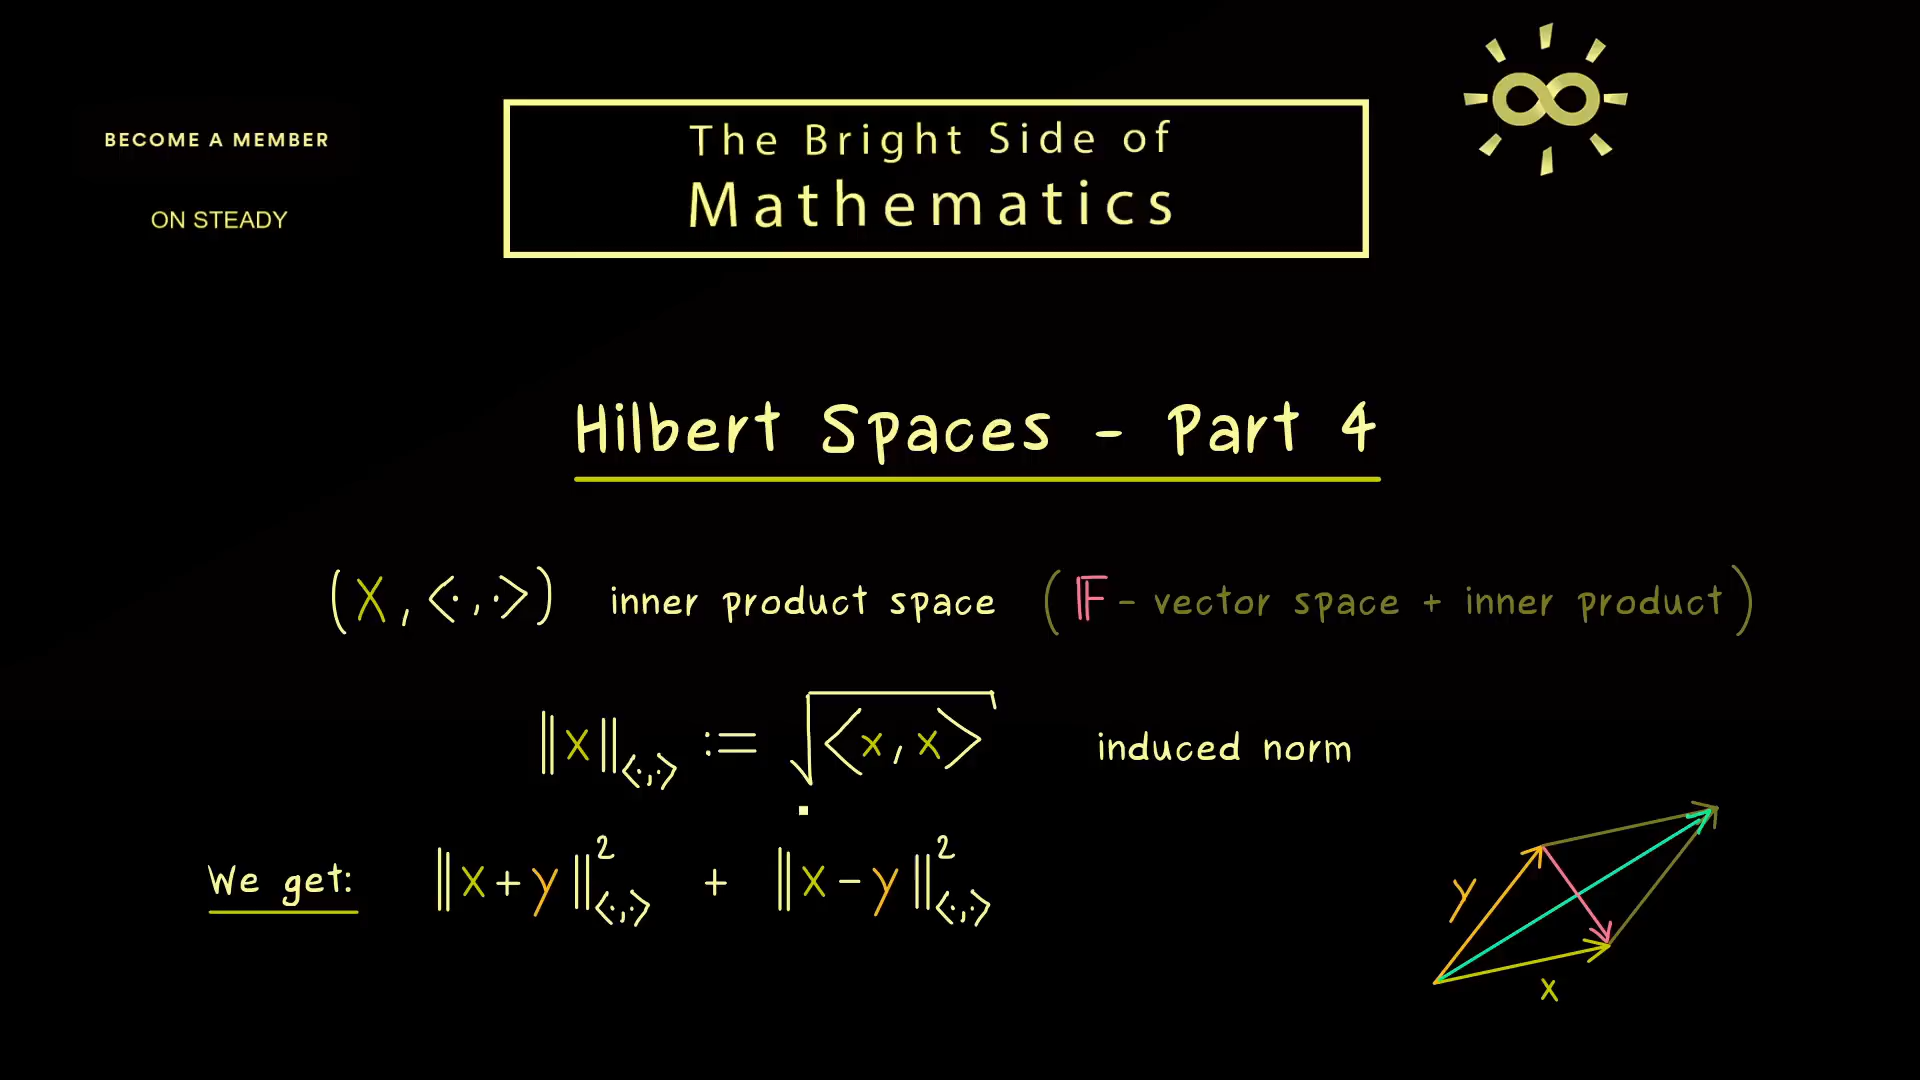 BECOME A MEMBER
ON STEADY
The Bright Side of
Mathematics
Hilbert Spaces - Part 4
(X, <·,·>) inner product space (𝔽 - vector space + inner product)
‖x‖<·,·> := √<x, x> induced norm
We get: ‖x + y‖²<·,·> + ‖x - y‖²<·,·>
y
x